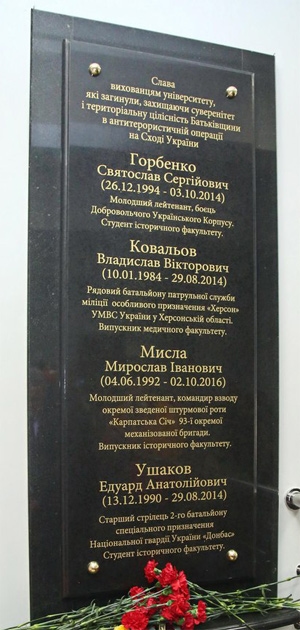 Слава
вихованцям університету,
які загинули, захищаючи суверенітет
і територіальну цілісність Батьківщини
в антитерористичній операції
на Сході України
Горбенко
Святослав Сергійович
(26.12.1994 - 03.10.2014)
Молодший лейтенант, боєць
Добровольчого Українського Корпусу.
Студент історичного факультету.
Ковальов
Владислав Вікторович
(10.01.1984 - 29.08.2014)
Рядовий батальйону патрульної служби
міліції особливого призначення «Херсон»
УМВС України у Херсонській області.
Випускник медичного факультету.
Мисла
Мирослав Іванович
(04.06.1992 - 02.10.2016)
Молодший лейтенант, командир взводу
окремої зведеної штурмової роти
«Карпатська Січ» 93-ї окремої
механізованої бригади.
Випускник історичного факультету.
Ушаков
Едуард Анатолійович
(13.12.1990 - 29.08.2014)
Старший стрілець 2-го батальйону
спеціального призначення
Національної гвардії України «Донбас»
Студент історичного факультету.